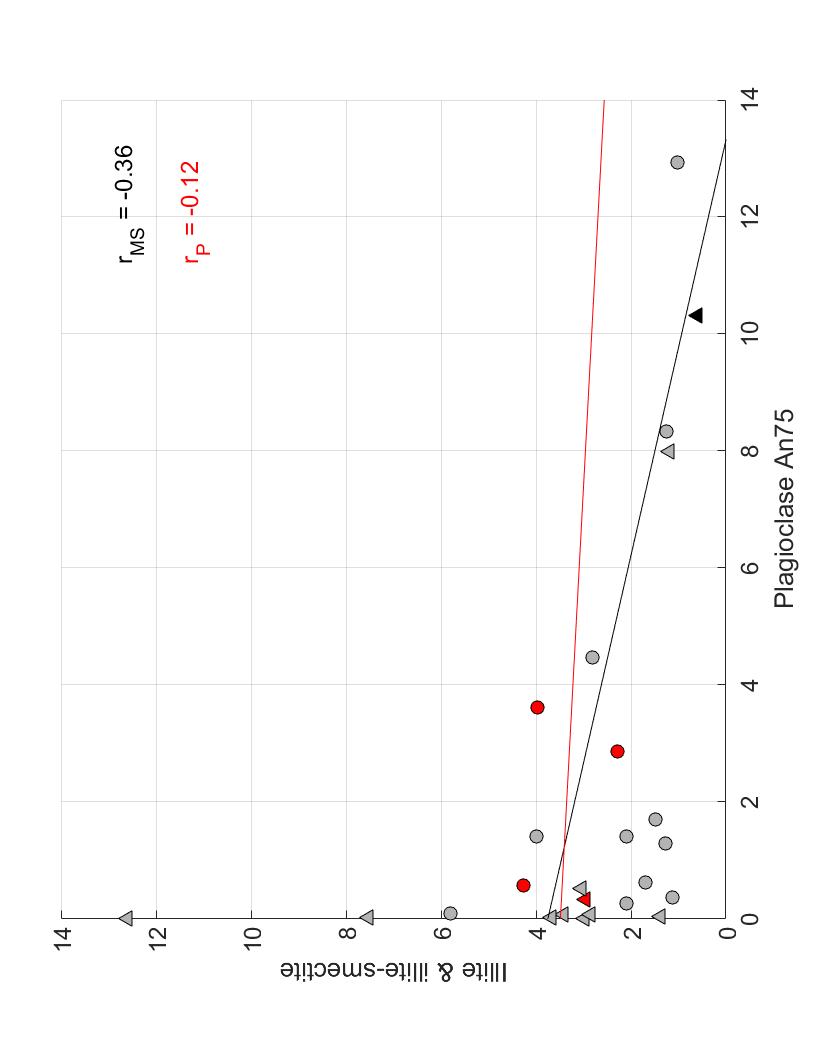 14
12
10
8
6
4
2
0
Illite & illite-smectite
r_MS = -0.36
r_P = -0.12
0 2 4 6 8 10 12 14
Plagioclase An75